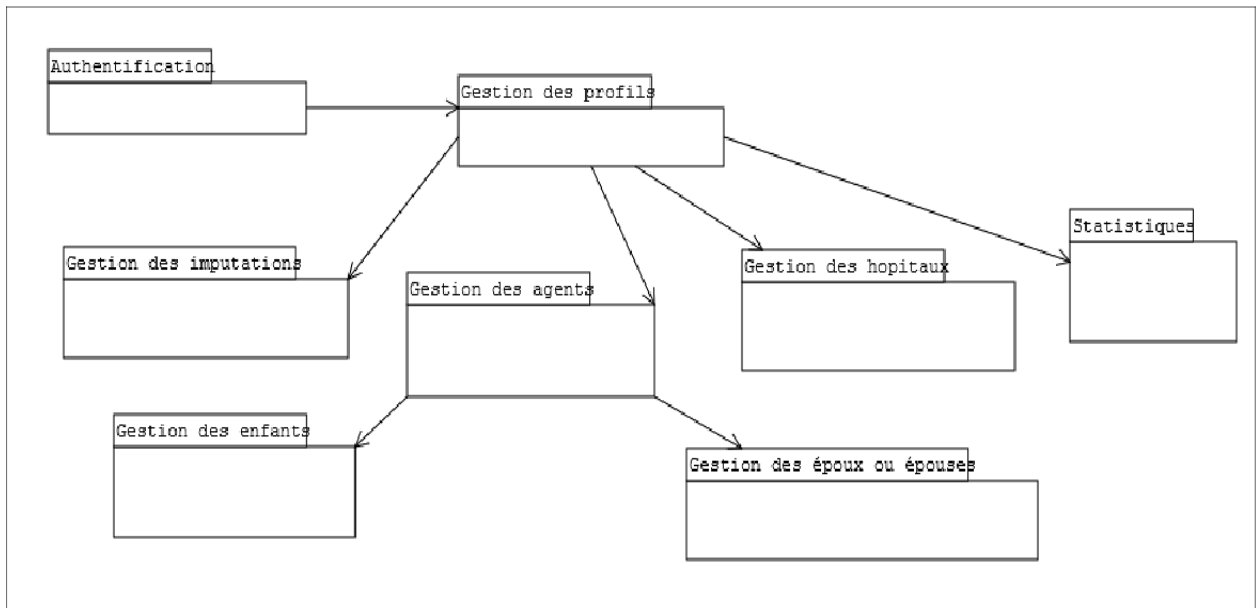 Authentification
Gestion des profils
Statistiques
Gestion des imputations
Gestion des hopitaux
Gestion des agents
Gestion des enfants
Gestion des époux ou épouses